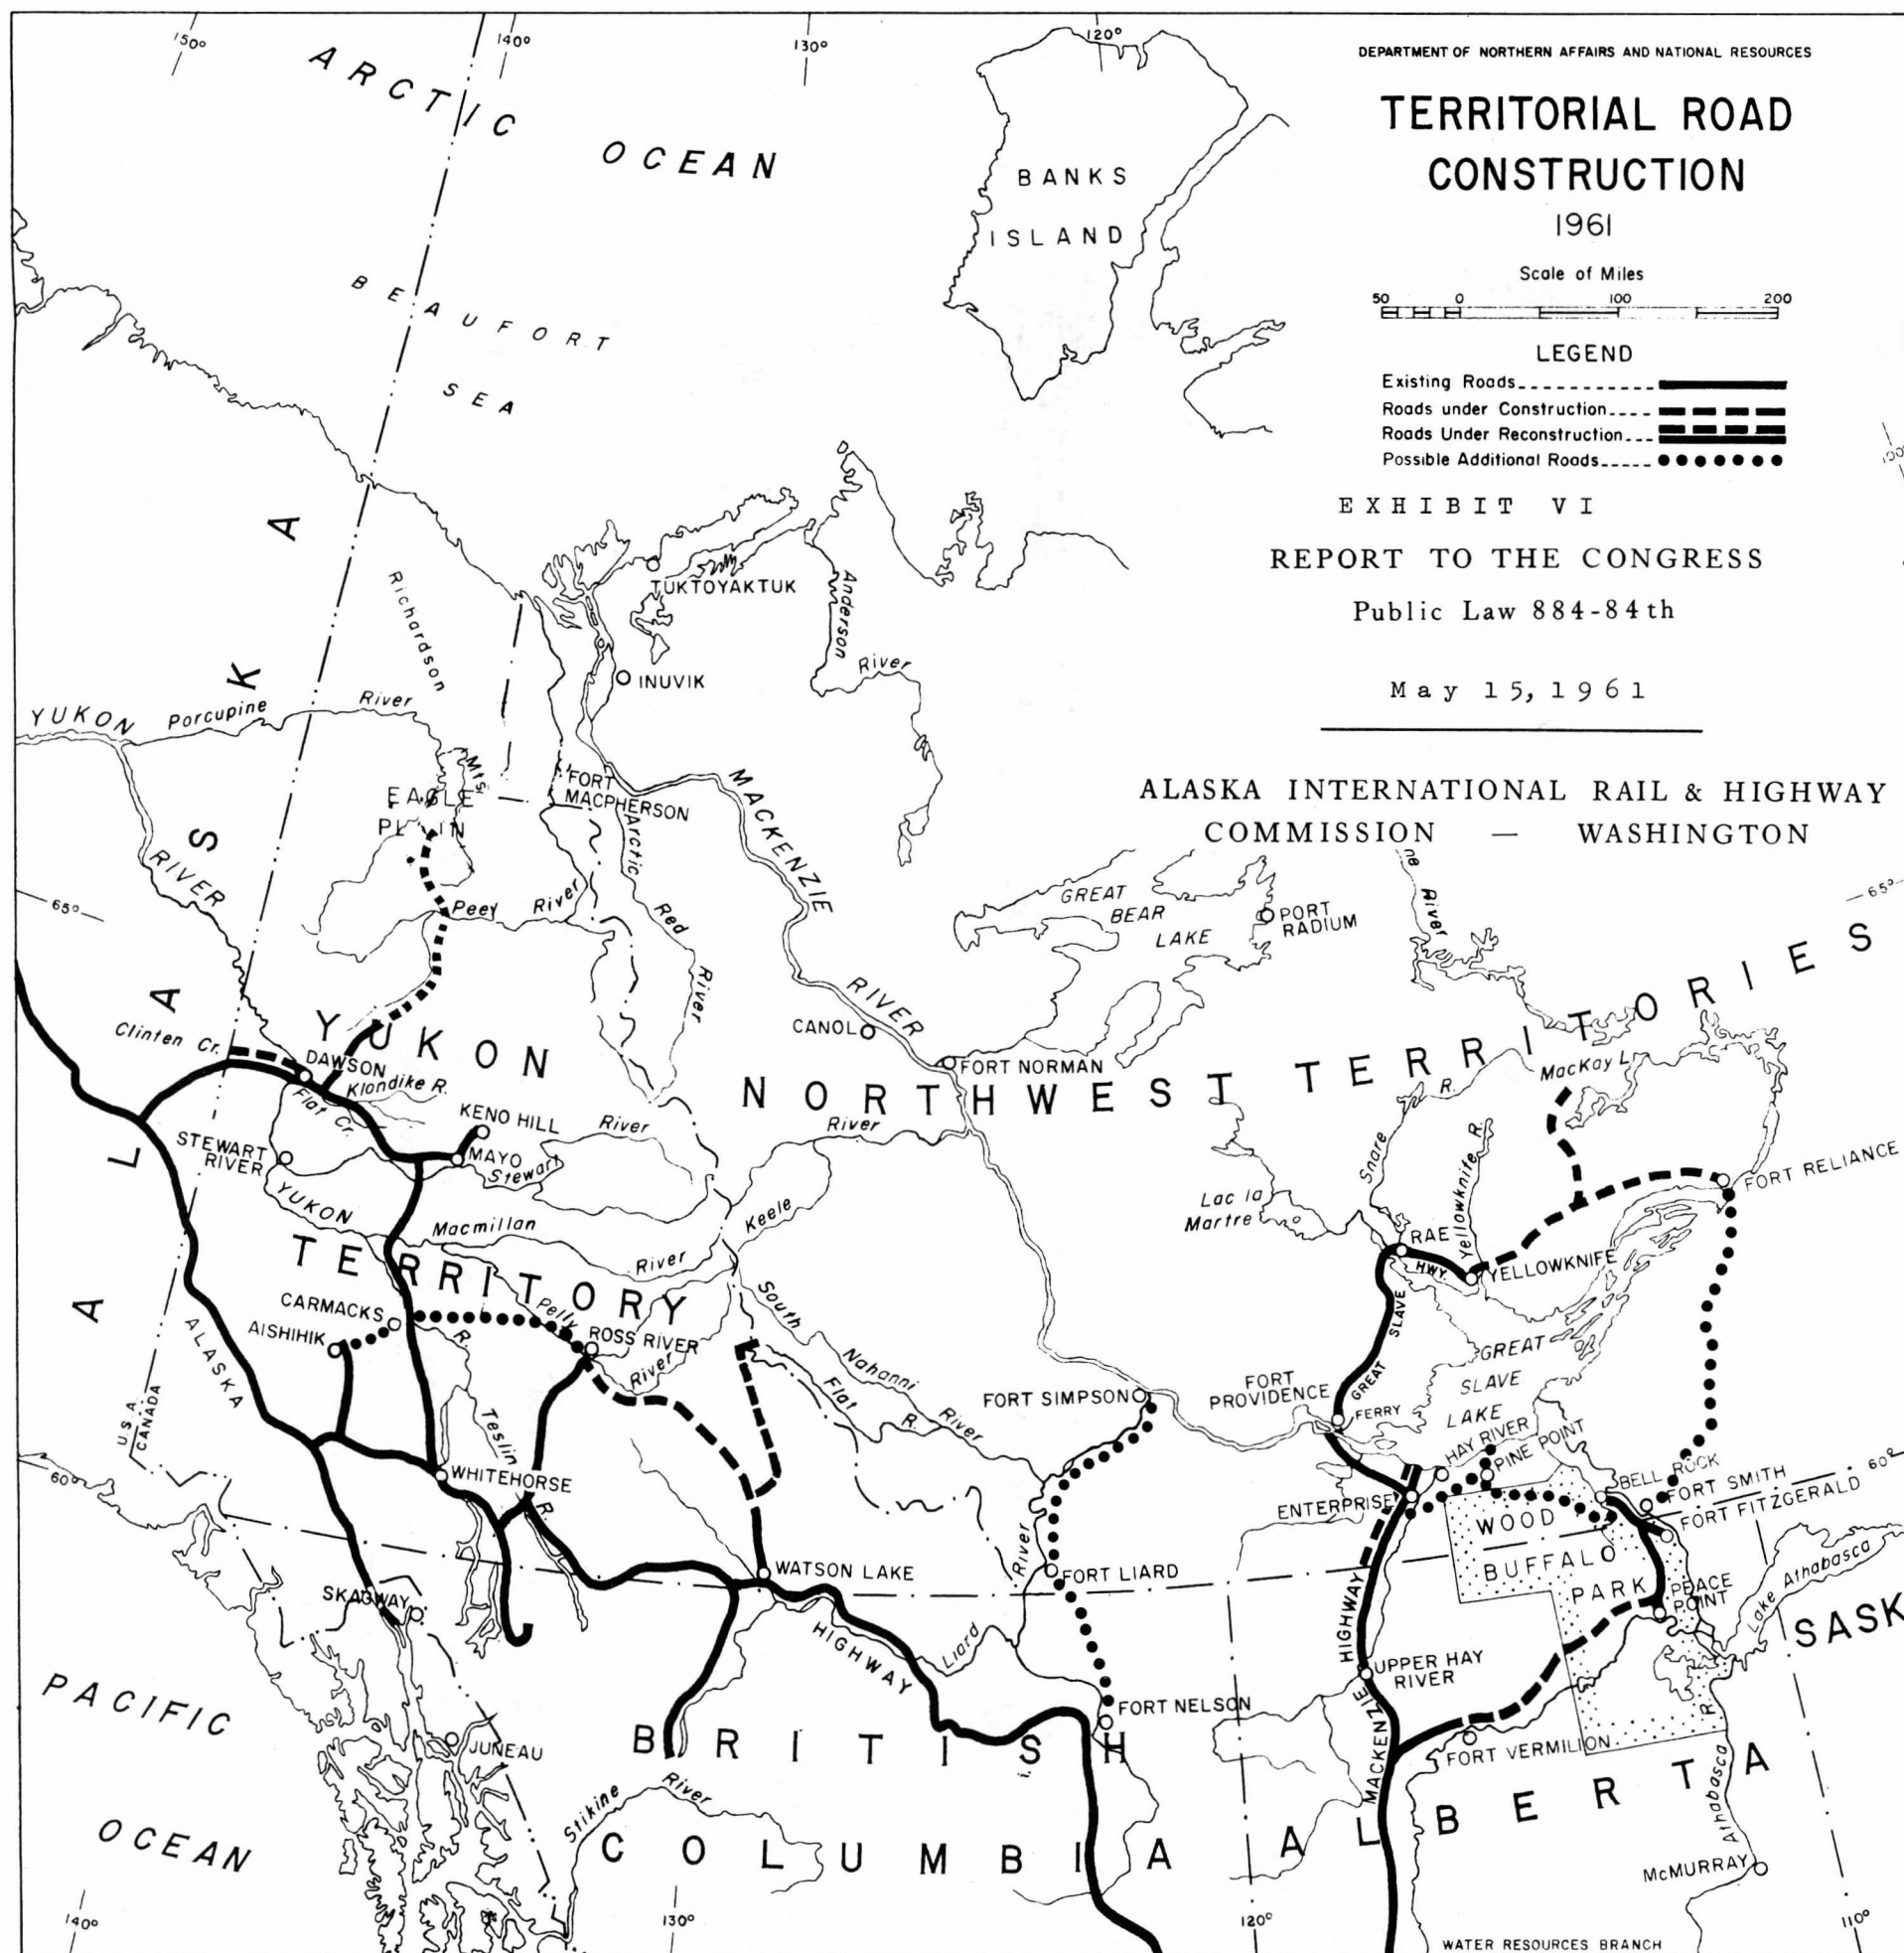 150°
140°
130°
120°
ARCTIC OCEAN
BEAUFORT
SEA
BANKS
ISLAND
DEPARTMENT OF NORTHERN AFFAIRS AND NATIONAL RESOURCES
TERRITORIAL ROAD
CONSTRUCTION
1961
Scale of Miles
50 0 100 200
LEGEND
Existing Roads
Roads under Construction
Roads Under Reconstruction
Possible Additional Roads
EXHIBIT VI
REPORT TO THE CONGRESS
Public Law 884-84th
May 15, 1961
ALASKA INTERNATIONAL RAIL & HIGHWAY
COMMISSION — WASHINGTON
ALASKA
Richardson
Mts.
TUKTOYAKTUK
INUVIK
Anderson
River
YUKON
RIVER
Porcupine River
EAGLE
PLAIN
FORT
MACPHERSON
Arctic
Red
River
MACKENZIE
RIVER
65°
Peel River
GREAT
BEAR
LAKE
PORT
RADIUM
River
65°
CANOL
FORT NORMAN
YUKON
TERRITORY
NORTHWEST TERRITORIES
Clinten Cr.
DAWSON
Klondike R.
Flat Cr.
KENO HILL
MAYO
Stewart
River
STEWART
RIVER
YUKON
Macmillan
River
Keele
River
MacKay L.
Snare
R.
Yellowknife R.
Lac la
Martre
RAE
HWY.
YELLOWKNIFE
FORT RELIANCE
CARMACKS
AISHIHIK
R.
Pelly
ROSS RIVER
River
South
Nahanni
River
Flat
R.
ALASKA
U.S.A.
CANADA
Teslin
R.
FORT SIMPSON
FORT
PROVIDENCE
FERRY
GREAT
SLAVE
GREAT
SLAVE
LAKE
HAY RIVER
PINE POINT
60°
WHITEHORSE
ENTERPRISE
BELL ROCK
FORT SMITH
FORT FITZGERALD
60°
WOOD
BUFFALO
PARK
PEACE
POINT
Lake Athabasca
SASK
SKAGWAY
WATSON LAKE
River
FORT LIARD
HIGHWAY
Liard
FORT NELSON
HIGHWAY
MACKENZIE
UPPER HAY
RIVER
FORT VERMILION
PACIFIC
OCEAN
JUNEAU
Stikine River
BRITISH
COLUMBIA
ALBERTA
Athabasca
R.
McMURRAY
140°
130°
120°
110°
WATER RESOURCES BRANCH